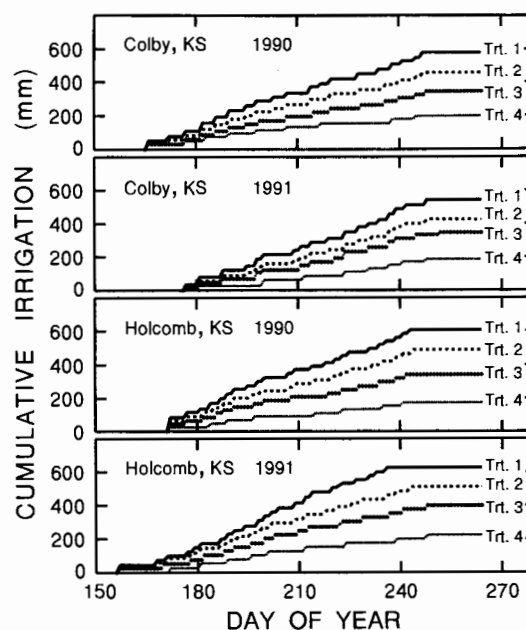 CUMULATIVE IRRIGATION (mm)
Colby, KS 1990
600
400
200
0
Trt. 1
Trt. 2
Trt. 3
Trt. 4
Colby, KS 1991
600
400
200
0
Trt. 1
Trt. 2
Trt. 3
Trt. 4
Holcomb, KS 1990
600
400
200
0
Trt. 1
Trt. 2
Trt. 3
Trt. 4
Holcomb, KS 1991
600
400
200
0
Trt. 1
Trt. 2
Trt. 3
Trt. 4
150 180 210 240 270
DAY OF YEAR